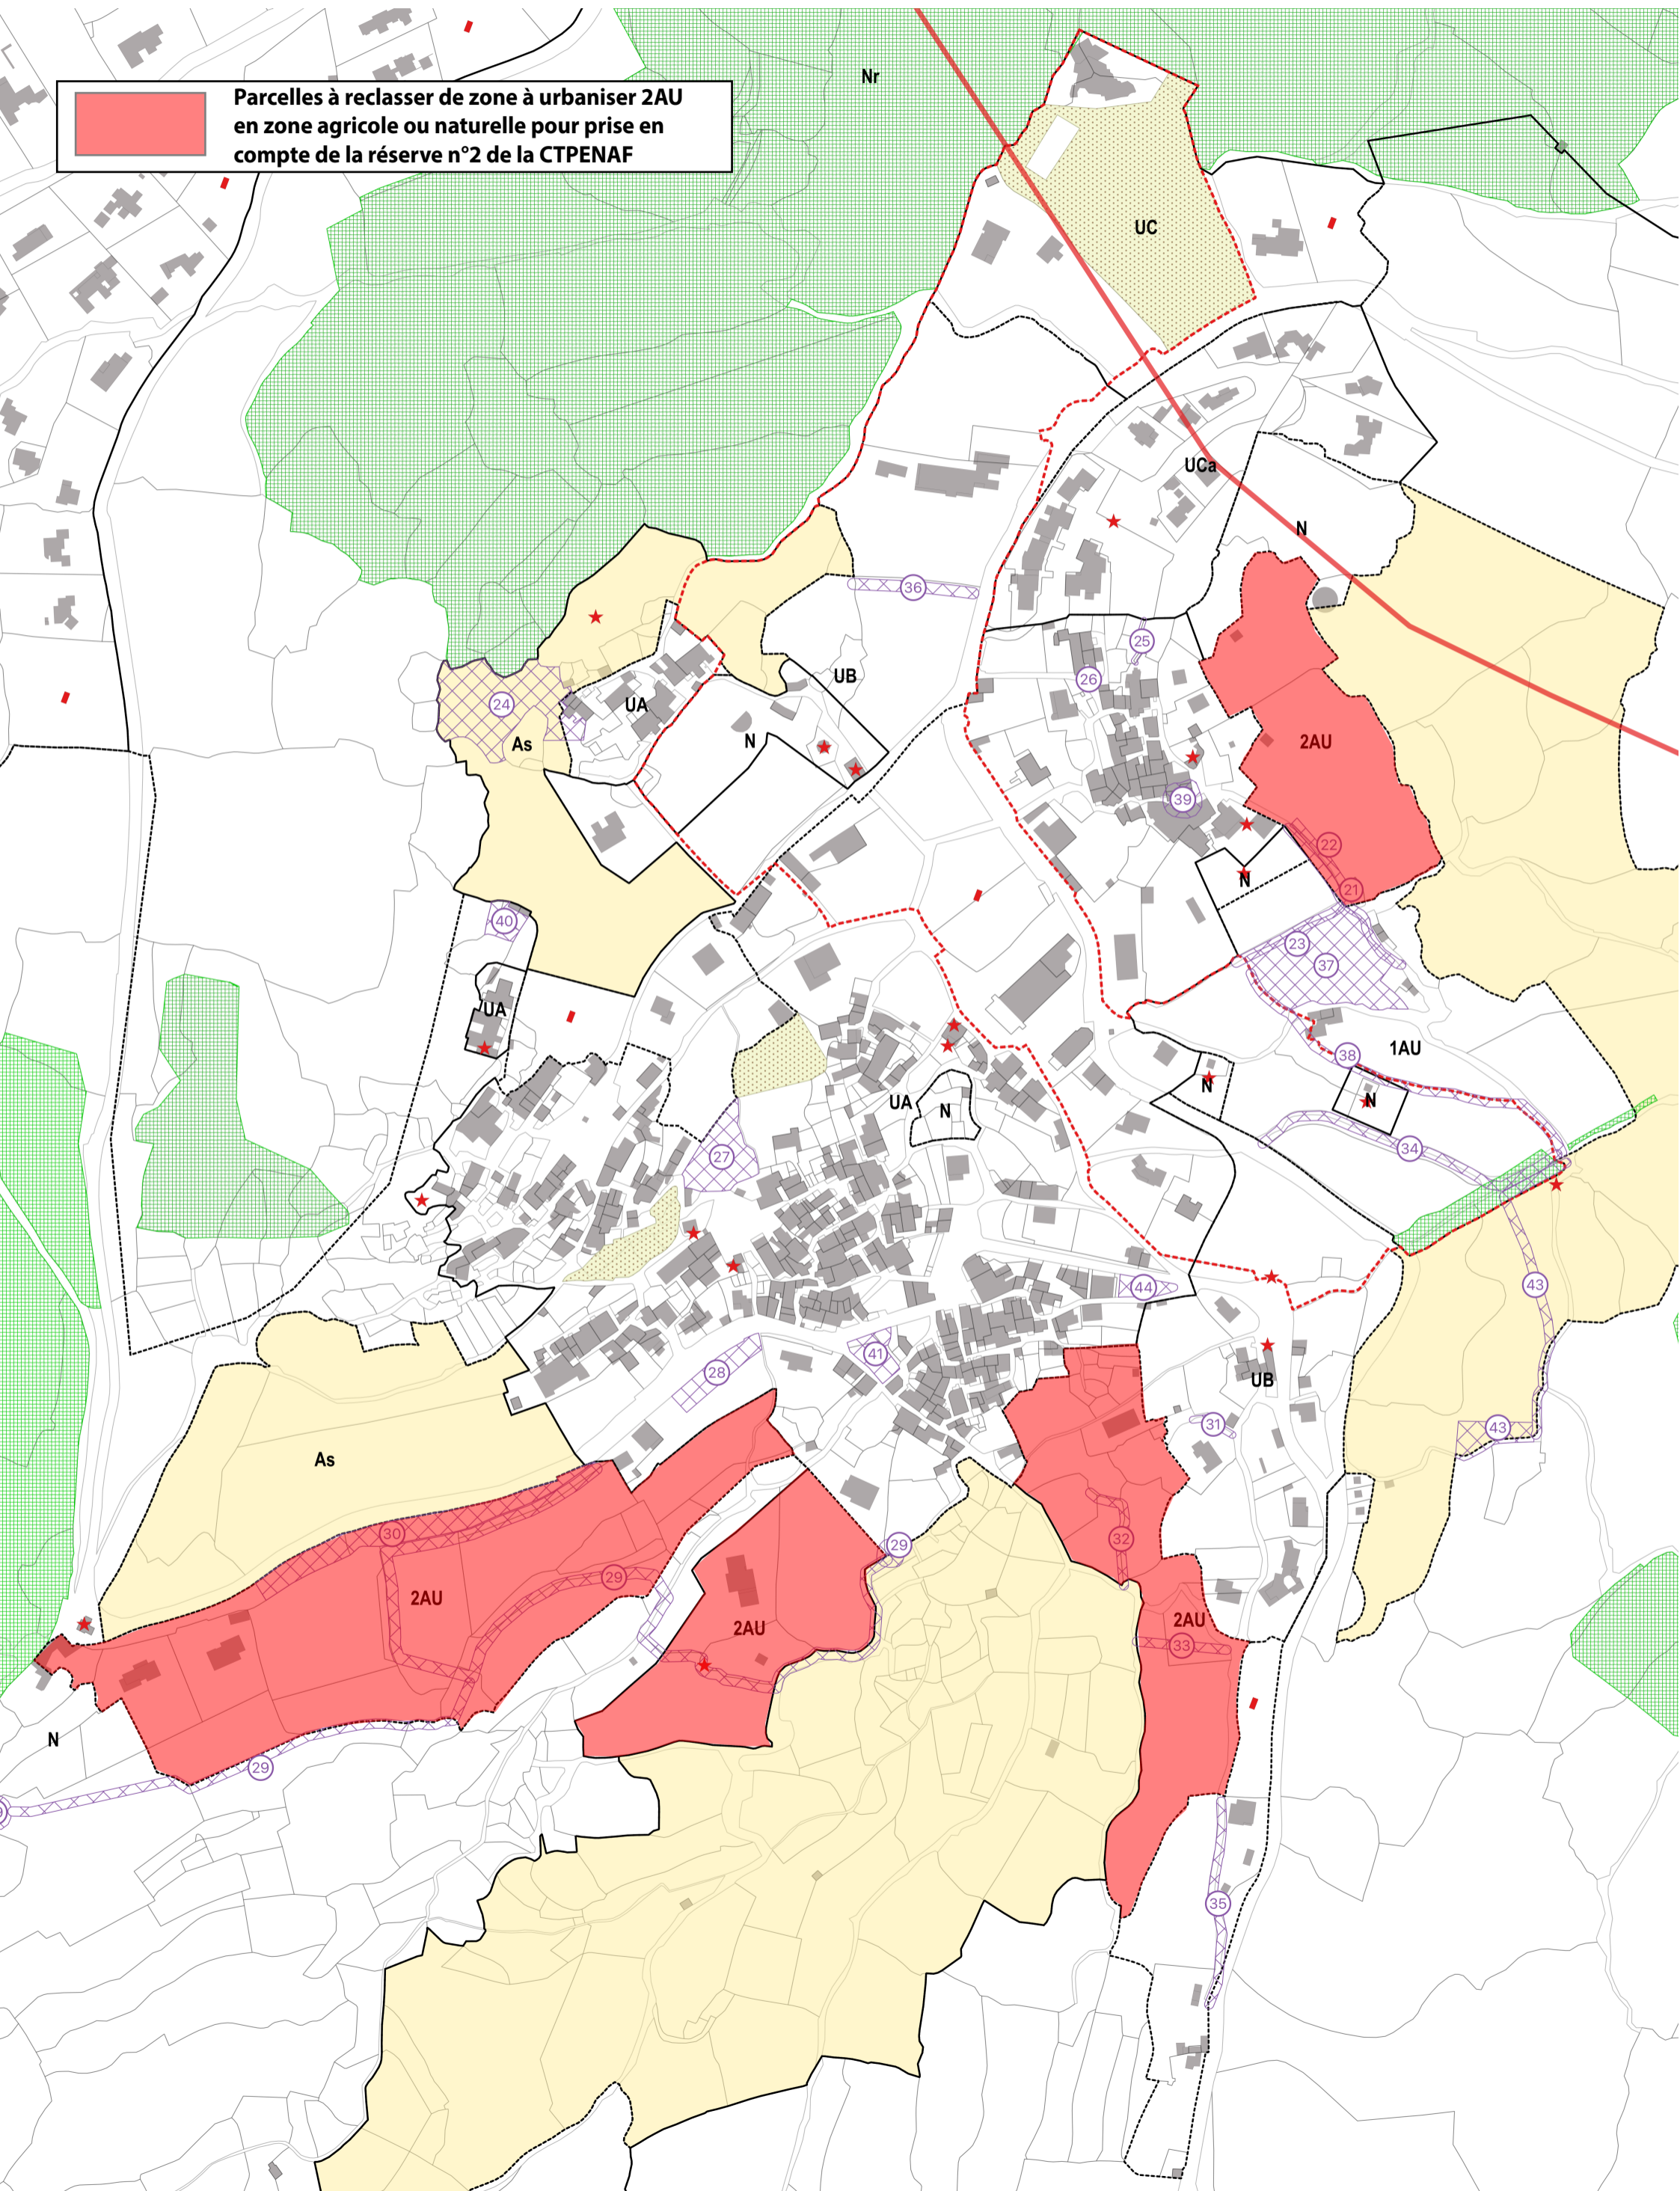 Nr
Parcelles à reclasser de zone à urbaniser 2AU
en zone agricole ou naturelle pour prise en
compte de la réserve n°2 de la CTPENAF
UC
UCa
N
36
25
26
UB
UA
24
As
N
2AU
39
22
21
N
40
23
37
UA
1AU
38
N
N
UA
N
34
27
43
44
28
41
UB
31
43
As
30
29
32
29
2AU
2AU
2AU
33
N
29
35